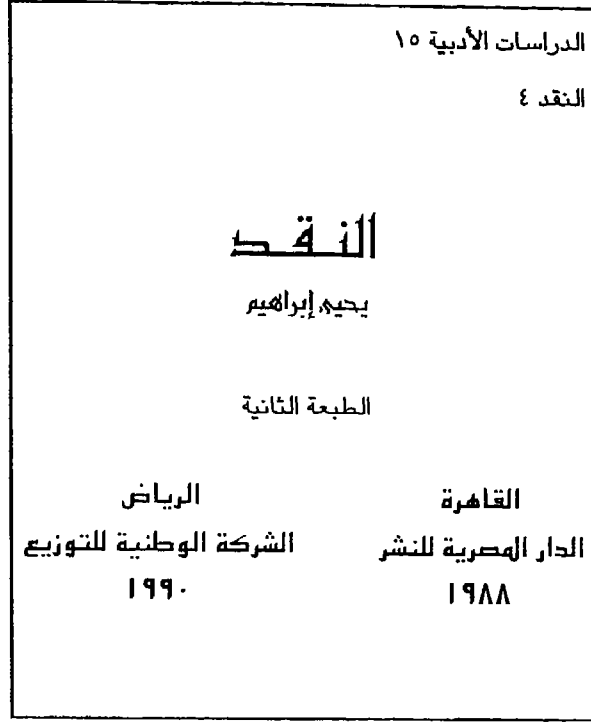 الدراسات الأدبية ١٥
النقد ٤
النقد
يحيى إبراهيم
الطبعة الثانية
القاهرة
الدار المصرية للنشر
١٩٨٨
الرياض
الشركة الوطنية للتوزيع
١٩٩٠